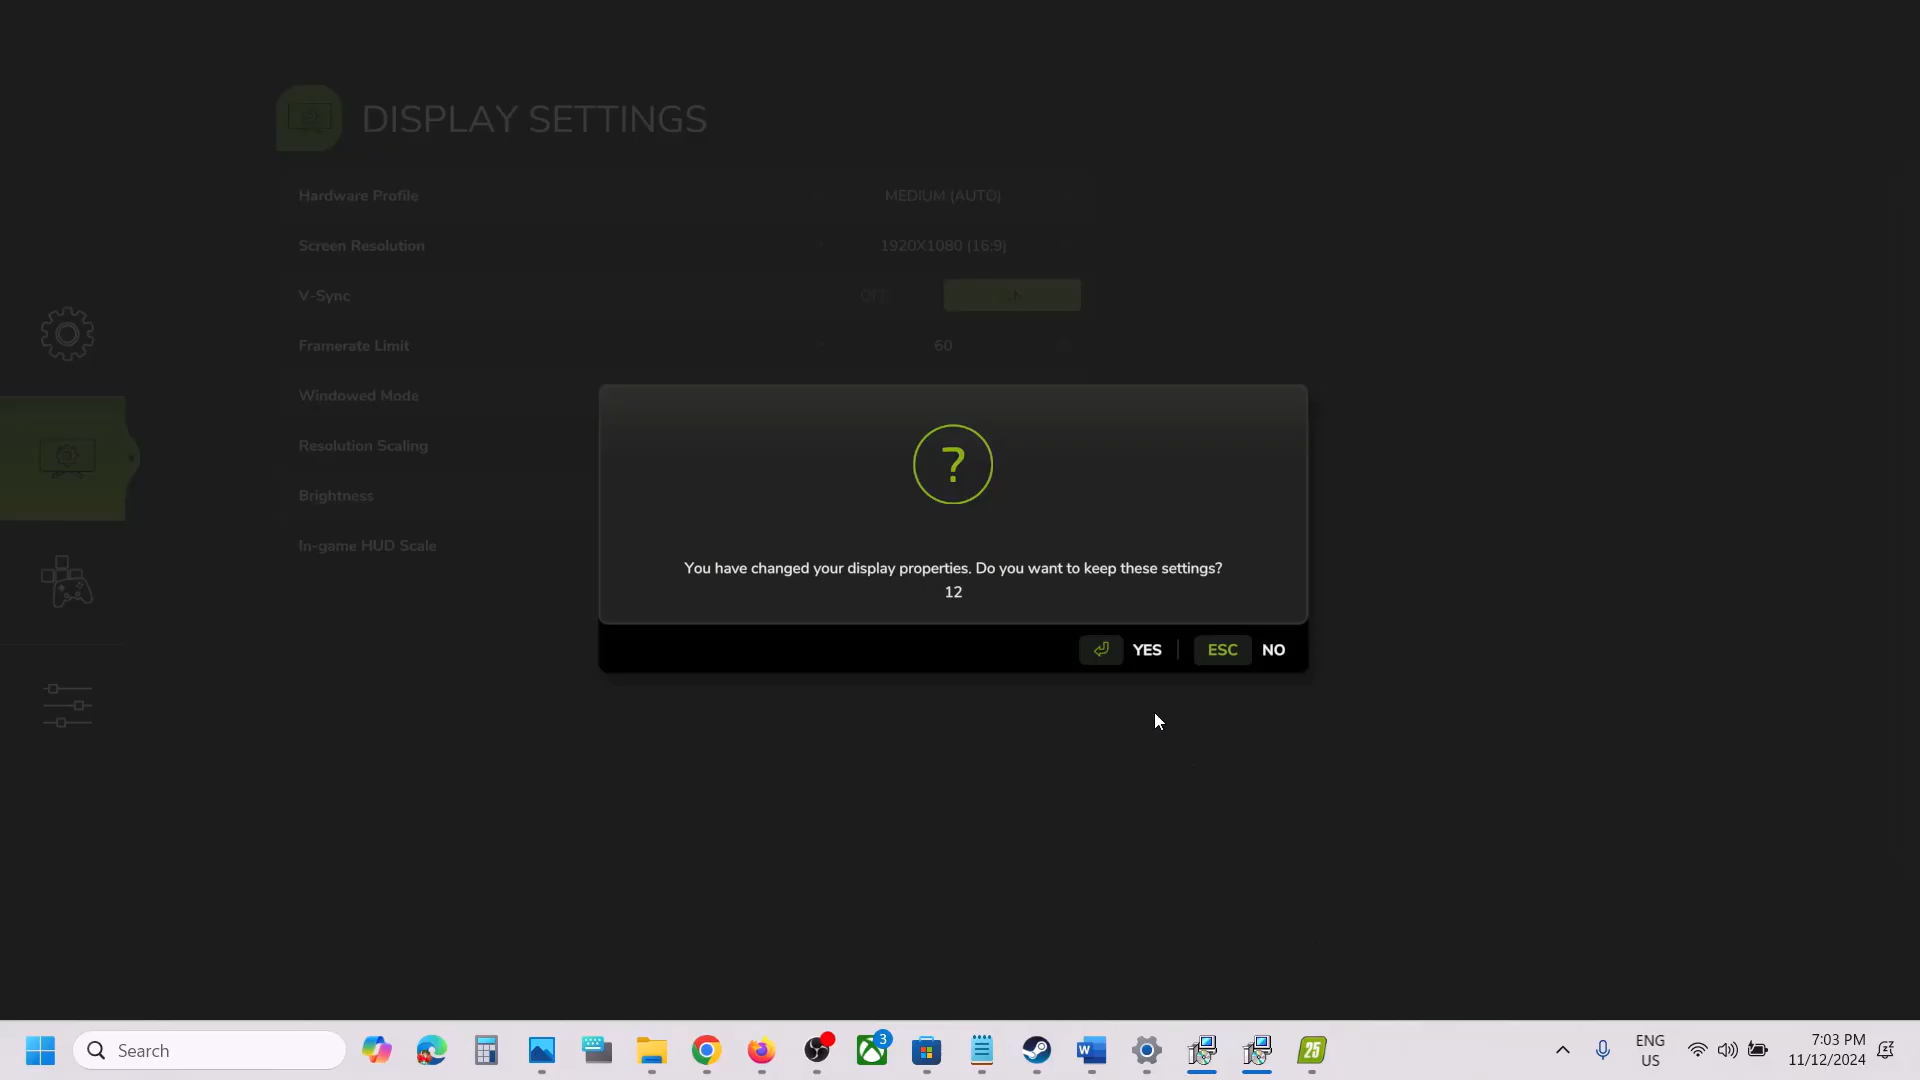 DISPLAY SETTINGS
Hardware Profile MEDIUM (AUTO)
Screen Resolution 1920X1080 (16:9)
V-Sync OFF ON
Framerate Limit 60
Windowed Mode
Resolution Scaling
Brightness
In-game HUD Scale
?
You have changed your display properties. Do you want to keep these settings?
12
YES ESC NO
Search
3
W
25
ENG
US
7:03 PM
11/12/2024